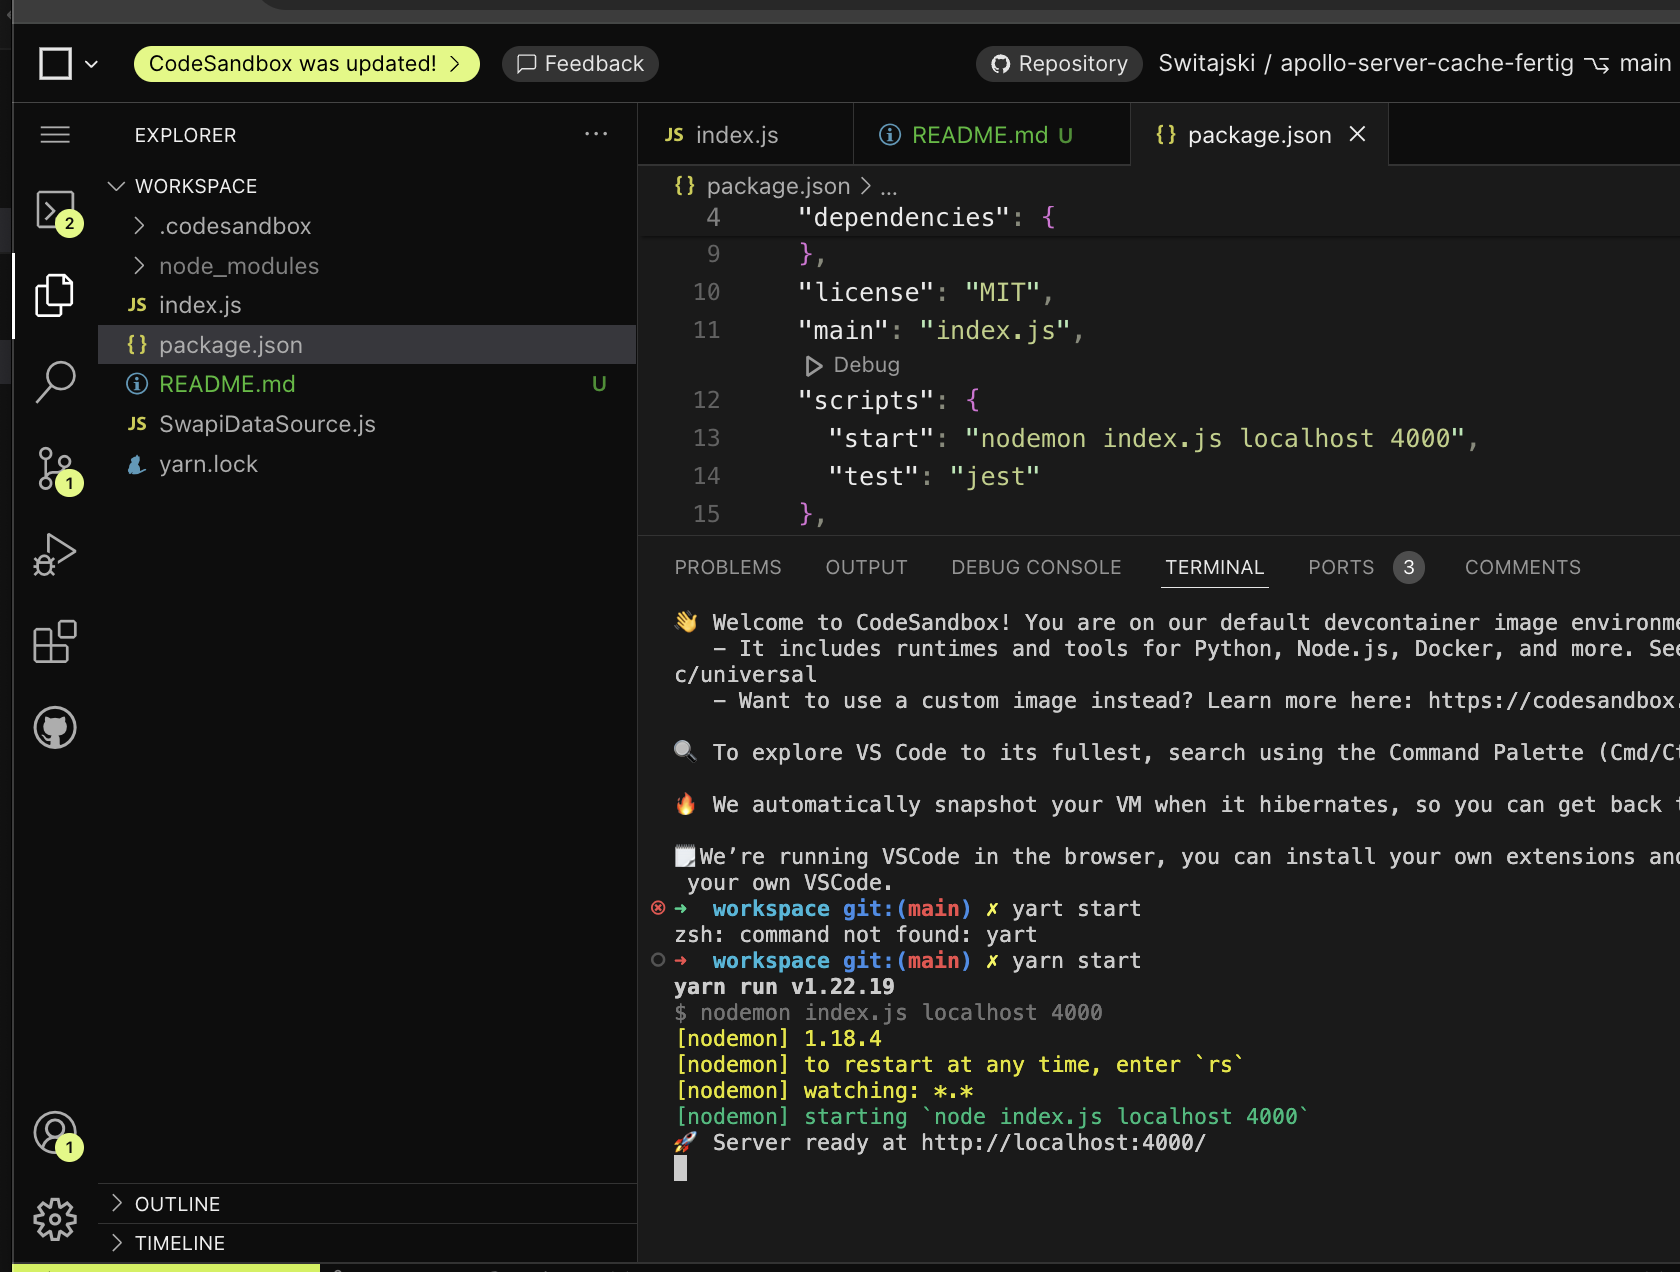 CodeSandbox was updated! >
Feedback
Repository
Switajski / apollo-server-cache-fertig
main
EXPLORER
...
JS index.js
README.md U
{} package.json ×
WORKSPACE
.codesandbox
node_modules
JS index.js
{} package.json
README.md U
JS SwapiDataSource.js
yarn.lock
2
1
1
OUTLINE
TIMELINE
{} package.json > ...
4 "dependencies": {
9 },
10 "license": "MIT",
11 "main": "index.js",
Debug
12 "scripts": {
13 "start": "nodemon index.js localhost 4000",
14 "test": "jest"
15 },
PROBLEMS OUTPUT DEBUG CONSOLE TERMINAL PORTS 3 COMMENTS
👋 Welcome to CodeSandbox! You are on our default devcontainer image environme
- It includes runtimes and tools for Python, Node.js, Docker, and more. See
c/universal
- Want to use a custom image instead? Learn more here: https://codesandbox.
🔍 To explore VS Code to its fullest, search using the Command Palette (Cmd/Ct
🔥 We automatically snapshot your VM when it hibernates, so you can get back t
We’re running VSCode in the browser, you can install your own extensions and
your own VSCode.
➜ workspace git:(main) ✗ yart start
zsh: command not found: yart
➜ workspace git:(main) ✗ yarn start
yarn run v1.22.19
$ nodemon index.js localhost 4000
[nodemon] 1.18.4
[nodemon] to restart at any time, enter `rs`
[nodemon] watching: *.*
[nodemon] starting `node index.js localhost 4000`
🚀 Server ready at http://localhost:4000/